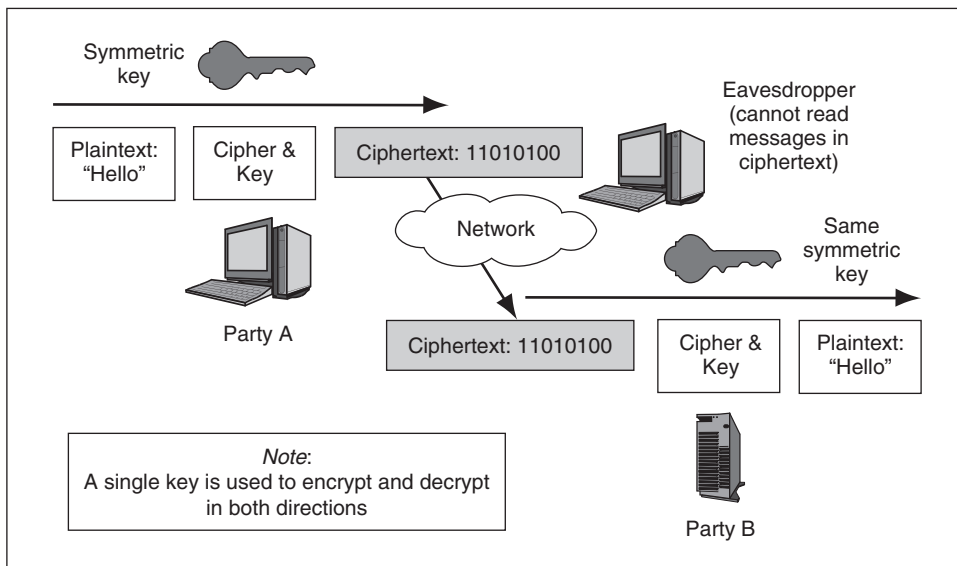 Symmetric
key
Plaintext:
“Hello”
Cipher &
Key
Ciphertext: 11010100
Eavesdropper
(cannot read
messages in
ciphertext)
Party A
Network
Same
symmetric
key
Ciphertext: 11010100
Cipher &
Key
Plaintext:
“Hello”
Party B
Note:
A single key is used to encrypt and decrypt
in both directions